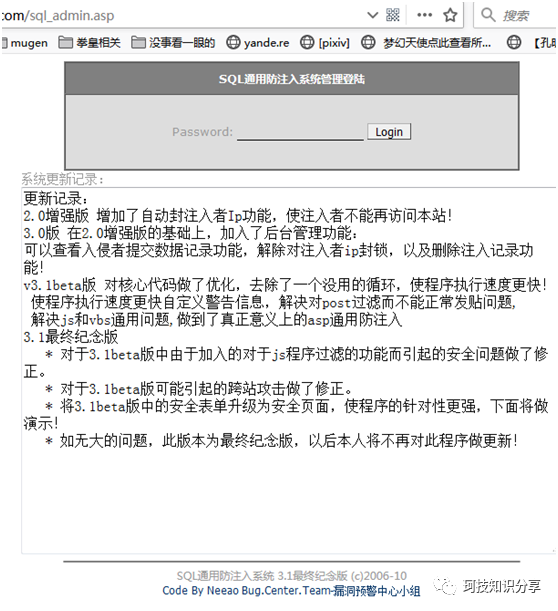 .com/sql_admin.asp
搜索
mugen 拳皇相关 没事看一眼的 yande.re [pixiv] 梦幻天使点此查看所...
SQL通用防注入系统管理登陆
Password: Login
系统更新记录:
更新记录:
2.0增强版 增加了自动封注入者Ip功能，使注入者不能再访问本站!
3.0版 在2.0增强版的基础上，加入了后台管理功能:
可以查看入侵者提交数据记录功能，解除对注入者ip封锁，以及删除注入记录功
能!
v3.1beta版 对核心代码做了优化，去除了一个没用的循环，使程序执行速度更快!
使程序执行速度更快自定义警告信息，解决对post过滤而不能正常发贴问题,
解决js和vbs通用问题,做到了真正意义上的asp通用防注入
3.1最终纪念版
* 对于3.1beta版中由于加入的对于js程序过滤的功能而引起的安全问题做了修
正。
* 对于3.1beta版可能引起的跨站攻击做了修正。
* 将3.1beta版中的安全表单升级为安全页面，使程序的针对性更强，下面将做
演示!
* 如无大的问题，此版本为最终纪念版，以后本人将不再对此程序做更新!
SQL通用防注入系统 3.1最终纪念版 (c)2006-10
Code By Neeao Bug.Center.Team-漏洞预警中心小组
珂技知识分享